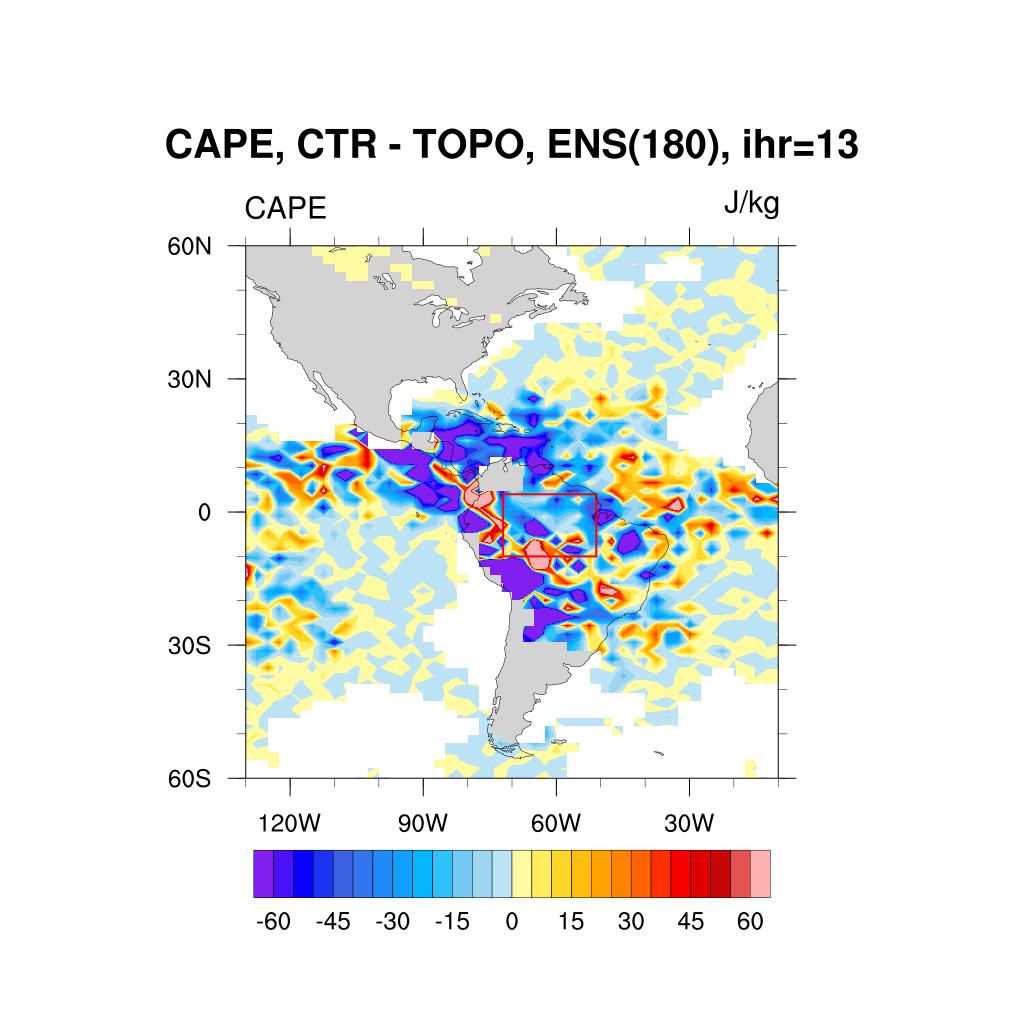 CAPE, CTR - TOPO, ENS(180), ihr=13
CAPE J/kg
60N
30N
0
30S
60S
120W 90W 60W 30W
-60 -45 -30 -15 0 15 30 45 60